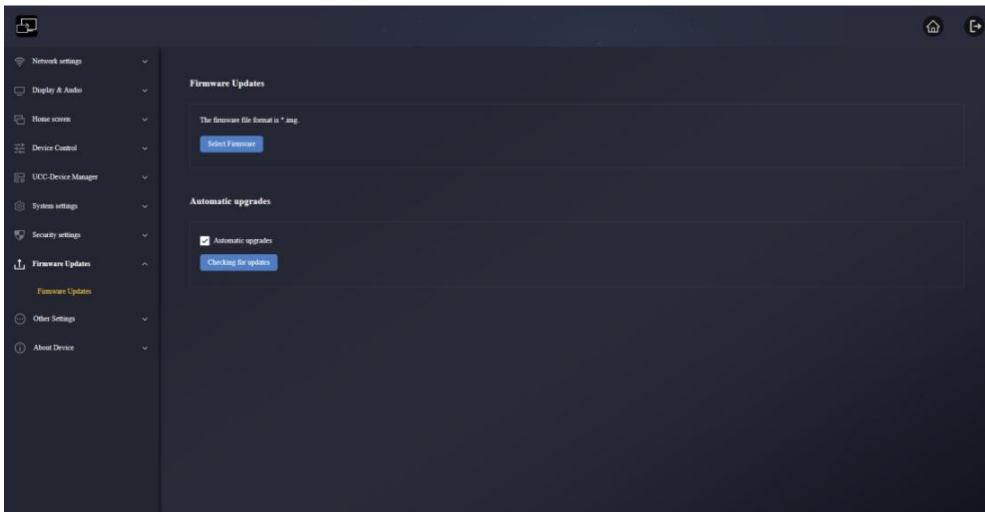 Network settings
Display & Audio
Home screen
Device Control
UCC-Device Manager
System settings
Security settings
Firmware Updates
Firmware Updates
Other Settings
About Device
Firmware Updates
The firmware file format is *.img.
Select Firmware
Automatic upgrades
Automatic upgrades
Checking for updates